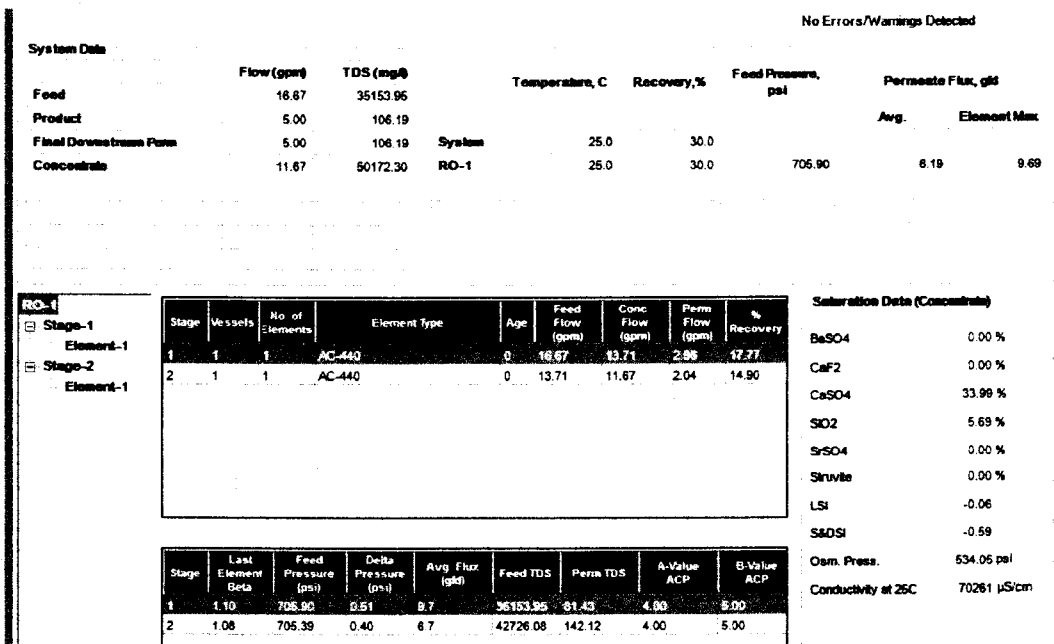 No Errors/Warnings Detected
System Data
Flow (gpm) TDS (mg/l) Temperature, C Recovery,% Feed Pressure, psi Permeate Flux, gfd
Feed 16.67 35153.95
Avg. Element Max
Product 5.00 106.19
Final Downstream Perm 5.00 106.19 System 25.0 30.0
Concentrate 11.67 50172.30 RO-1 25.0 30.0 705.90 8.19 9.69
RO-1
Stage-1
Element-1
Stage-2
Element-1
Stage Vessels No of Elements Element Type Age Feed Flow (gpm) Conc Flow (gpm) Perm Flow (gpm) % Recovery
1 1 1 AC-440 0 16.67 13.71 2.96 17.77
2 1 1 AC-440 0 13.71 11.67 2.04 14.90
Saturation Data (Concentrate)
BaSO4 0.00 %
CaF2 0.00 %
CaSO4 33.99 %
SiO2 5.69 %
SrSO4 0.00 %
Struvite 0.00 %
LSI -0.06
S&DSI -0.59
Osm. Press. 534.05 psi
Conductivity at 25C 70261 µS/cm
Stage Last Element Beta Feed Pressure (psi) Delta Pressure (psi) Avg Flux (gfd) Feed TDS Perm TDS A-Value ACP B-Value ACP
1 1.10 705.90 0.51 9.7 35153.95 81.43 4.00 5.00
2 1.08 705.39 0.40 6.7 42726.08 142.12 4.00 5.00